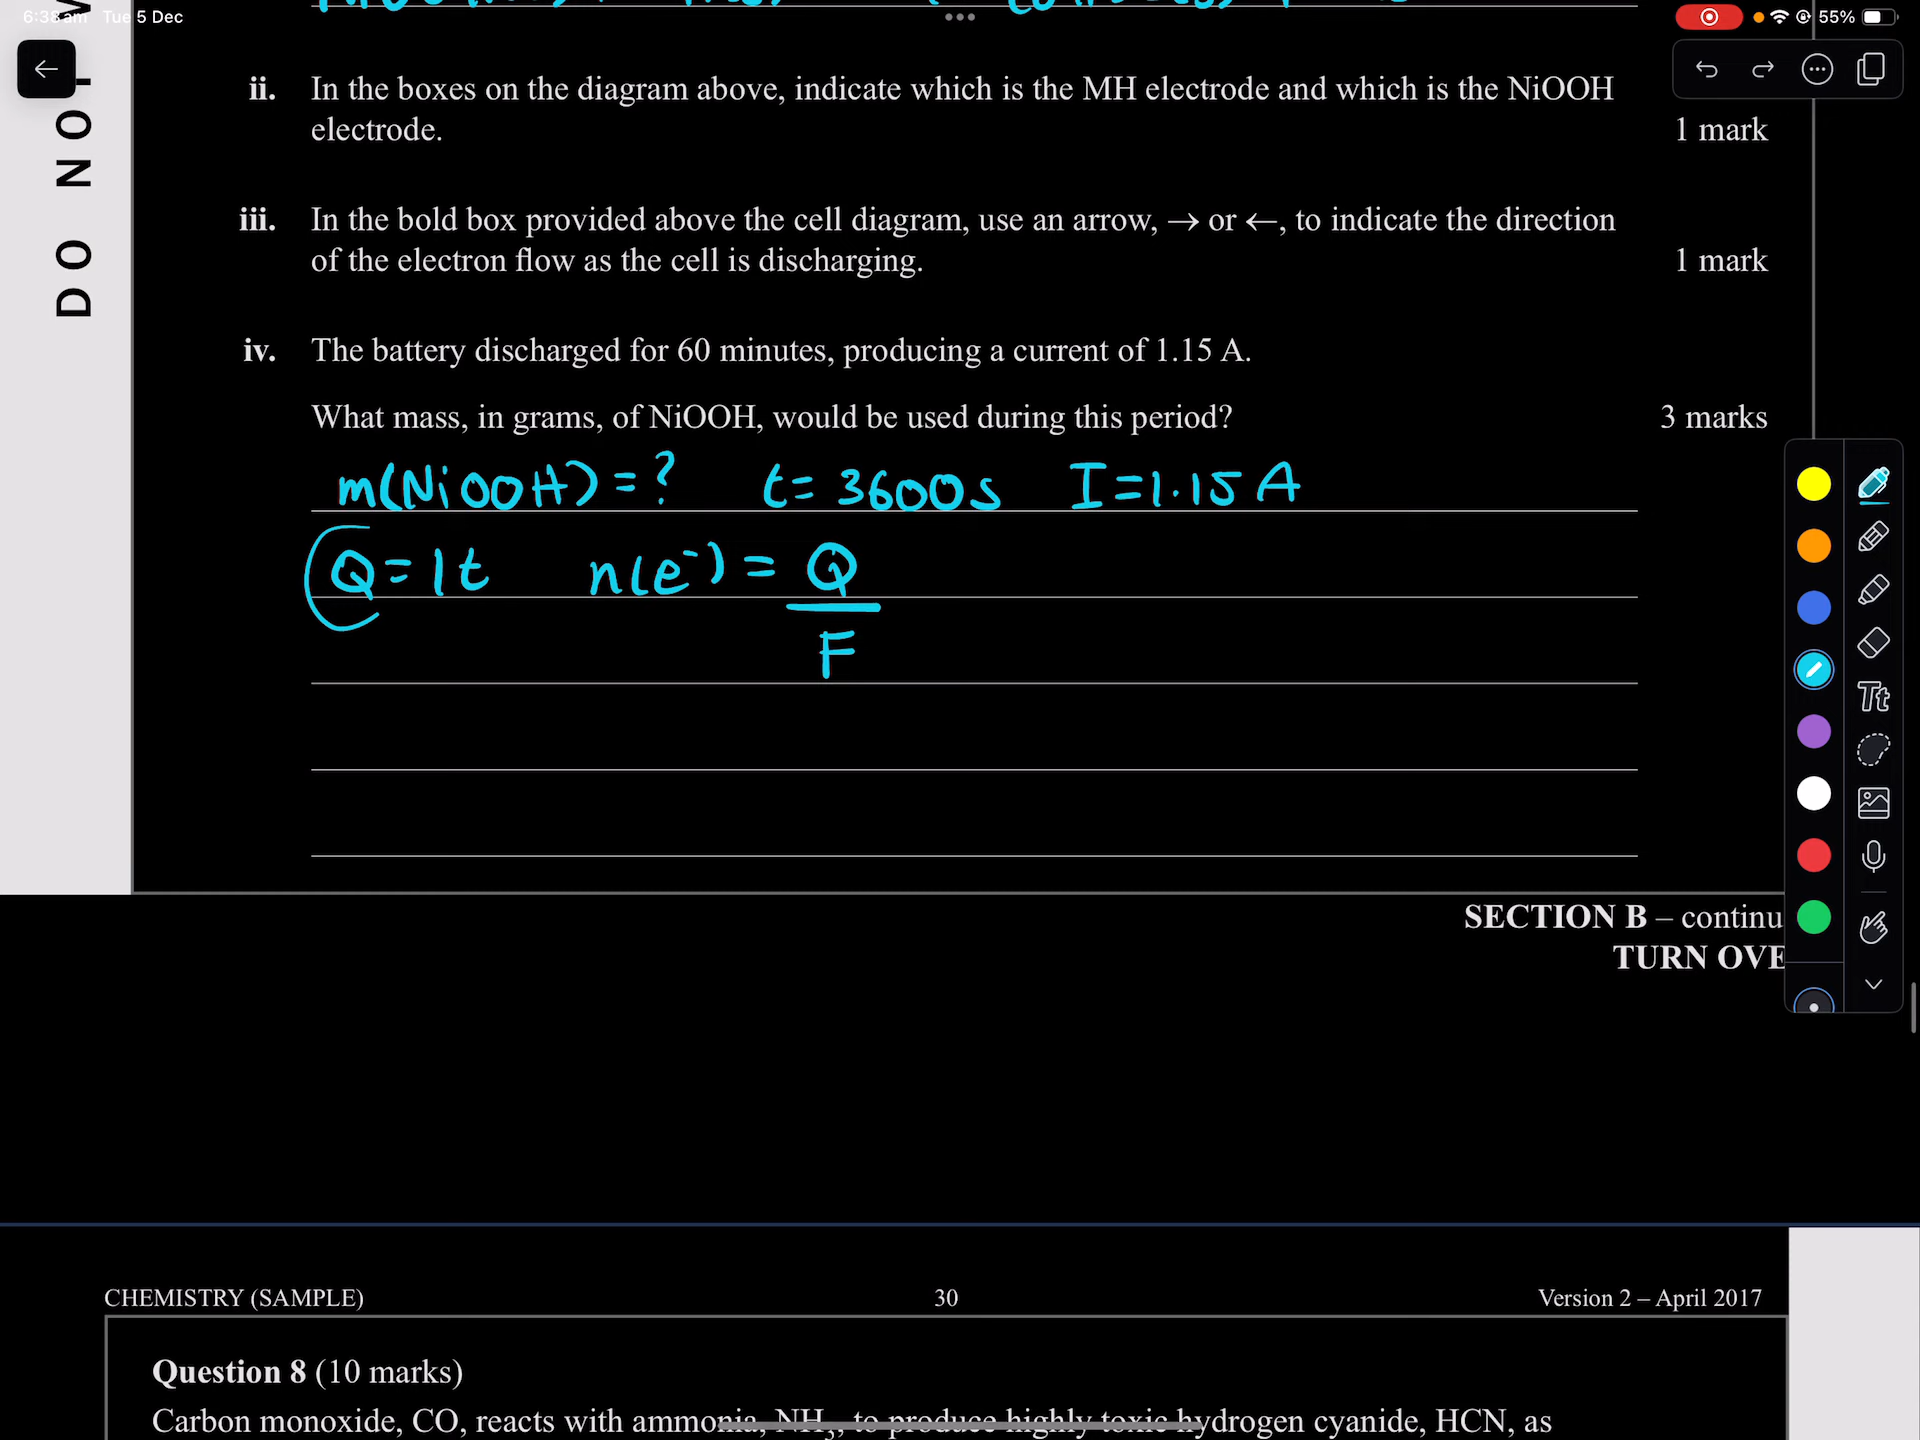 6:38am Tue 5 Dec
55%
DO NOT W
ii. In the boxes on the diagram above, indicate which is the MH electrode and which is the NiOOH
electrode. 1 mark
iii. In the bold box provided above the cell diagram, use an arrow, → or ←, to indicate the direction
of the electron flow as the cell is discharging. 1 mark
iv. The battery discharged for 60 minutes, producing a current of 1.15 A.
What mass, in grams, of NiOOH, would be used during this period? 3 marks
m(NiOOH) = ? t = 3600s I = 1.15 A
Q = It n(e⁻) = Q
F
Tt
SECTION B – continu
TURN OVE
CHEMISTRY (SAMPLE) 30 Version 2 – April 2017
Question 8 (10 marks)
Carbon monoxide, CO, reacts with ammonia, NH₃, to produce highly toxic hydrogen cyanide, HCN, as